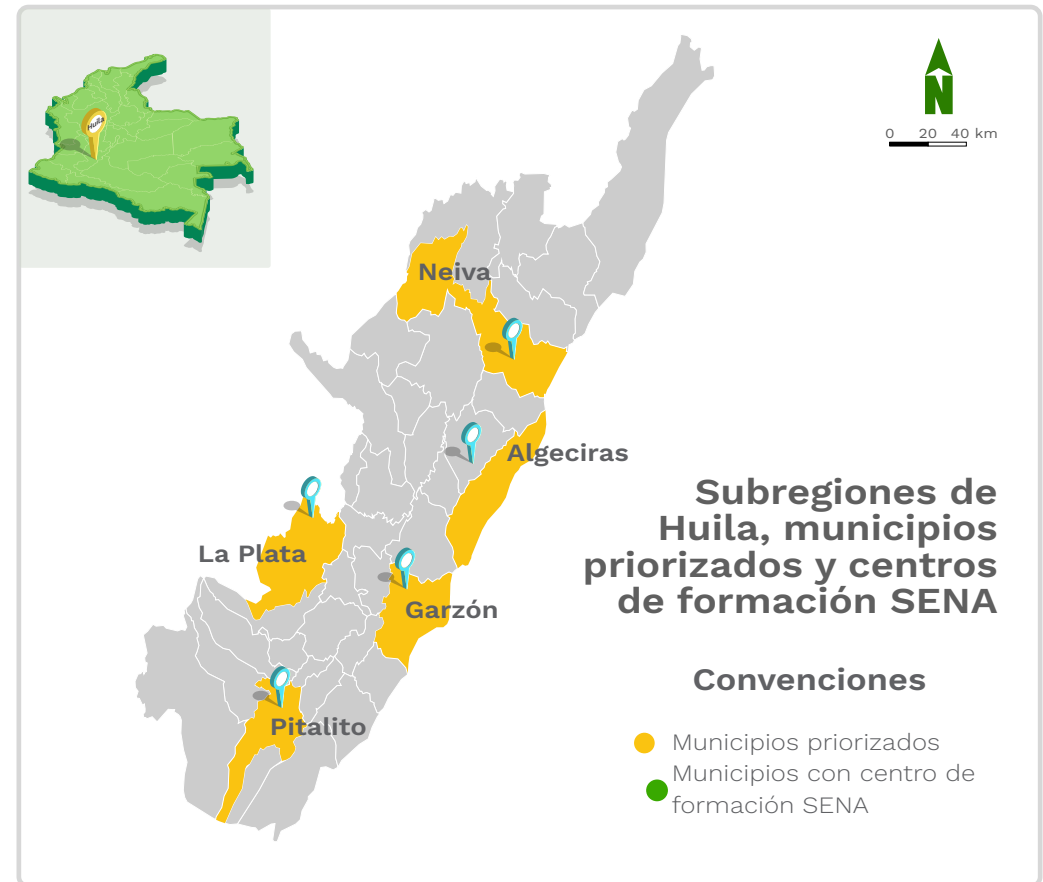 Huila
N
0 20 40 km
Neiva
Algeciras
La Plata
Garzón
Pitalito
Subregiones de
Huila, municipios
priorizados y centros
de formación SENA
Convenciones
Municipios priorizados
Municipios con centro de
formación SENA